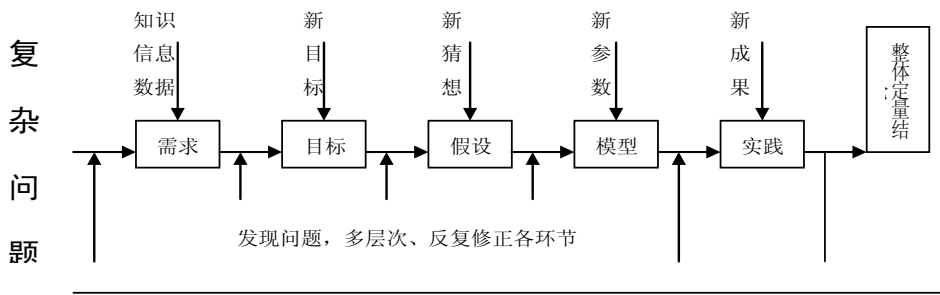 复杂问题
知识信息数据
新目标
新猜想
新参数
新成果
需求
目标
假设
模型
实践
整体定量结
发现问题，多层次、反复修正各环节